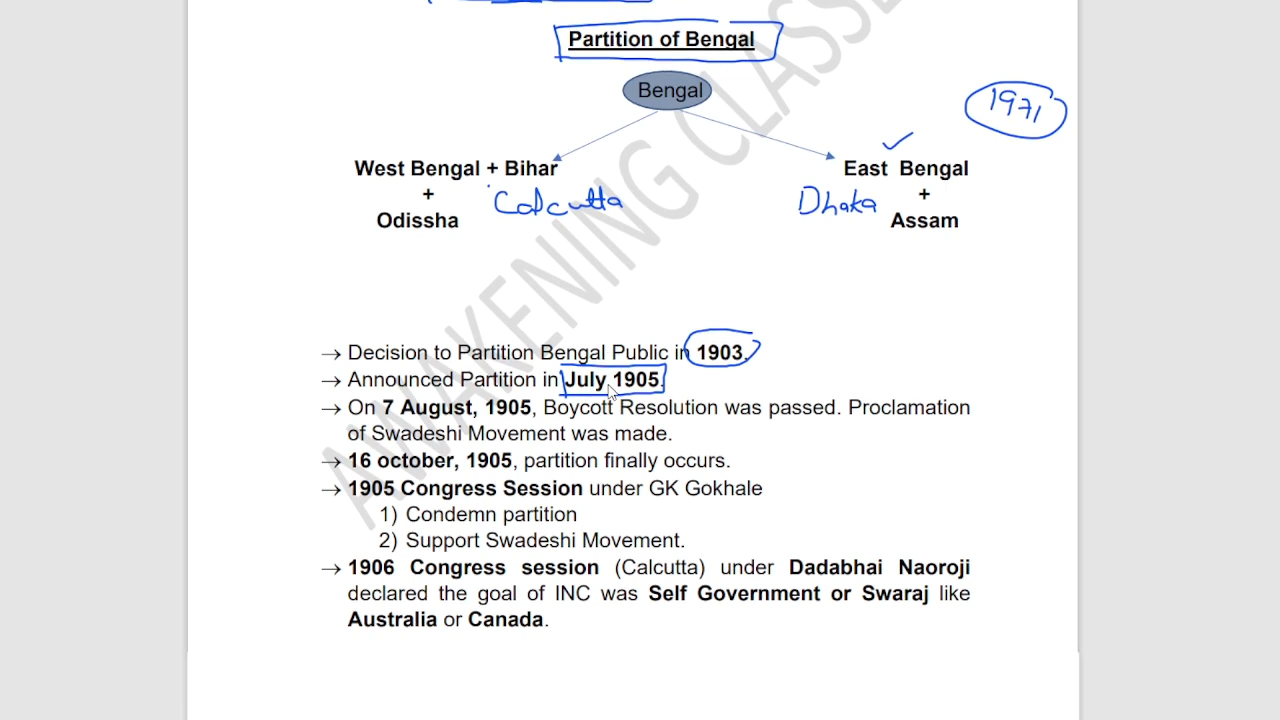 Partition of Bengal
Bengal
1971
West Bengal + Bihar
East Bengal
+
Calcutta
Dhaka
+
Odissha
Assam
→ Decision to Partition Bengal Public in 1903.
→ Announced Partition in July 1905.
→ On 7 August, 1905, Boycott Resolution was passed. Proclamation
of Swadeshi Movement was made.
→ 16 october, 1905, partition finally occurs.
→ 1905 Congress Session under GK Gokhale
1) Condemn partition
2) Support Swadeshi Movement.
→ 1906 Congress session (Calcutta) under Dadabhai Naoroji
declared the goal of INC was Self Government or Swaraj like
Australia or Canada.
AWAKENING CLASSE